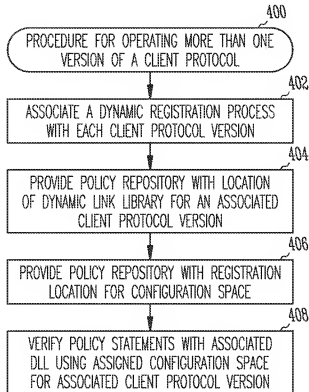 400
PROCEDURE FOR OPERATING MORE THAN ONE
VERSION OF A CLIENT PROTOCOL
402
ASSOCIATE A DYNAMIC REGISTRATION PROCESS
WITH EACH CLIENT PROTOCOL VERSION
404
PROVIDE POLICY REPOSITORY WITH LOCATION
OF DYNAMIC LINK LIBRARY FOR AN ASSOCIATED
CLIENT PROTOCOL VERSION
406
PROVIDE POLICY REPOSITORY WITH REGISTRATION
LOCATION FOR CONFIGURATION SPACE
408
VERIFY POLICY STATEMENTS WITH ASSOCIATED
DLL USING ASSIGNED CONFIGURATION SPACE
FOR ASSOCIATED CLIENT PROTOCOL VERSION